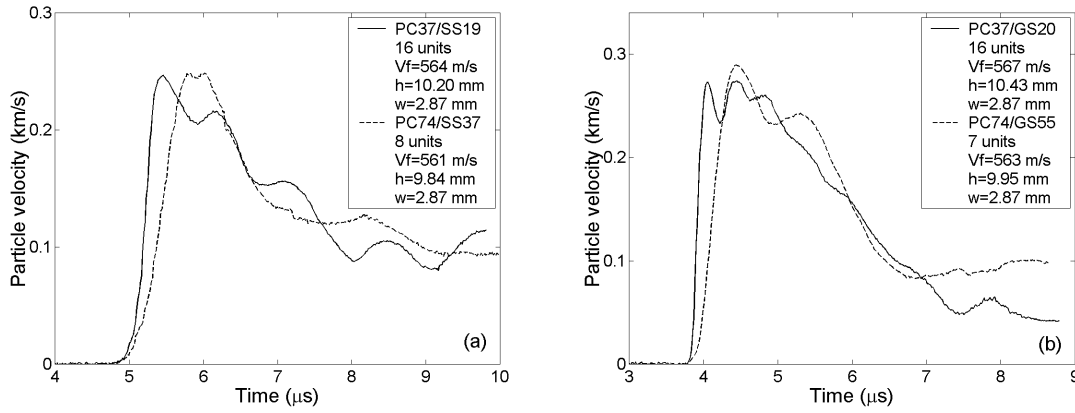 0.3
0.2
0.1
0
Particle velocity (km/s)
4 5 6 7 8 9 10
Time (μs)
PC37/SS19
16 units
Vf=564 m/s
h=10.20 mm
w=2.87 mm
PC74/SS37
8 units
Vf=561 m/s
h=9.84 mm
w=2.87 mm
(a)
0.3
0.2
0.1
0
Particle velocity (km/s)
3 4 5 6 7 8 9
Time (μs)
PC37/GS20
16 units
Vf=567 m/s
h=10.43 mm
w=2.87 mm
PC74/GS55
7 units
Vf=563 m/s
h=9.95 mm
w=2.87 mm
(b)